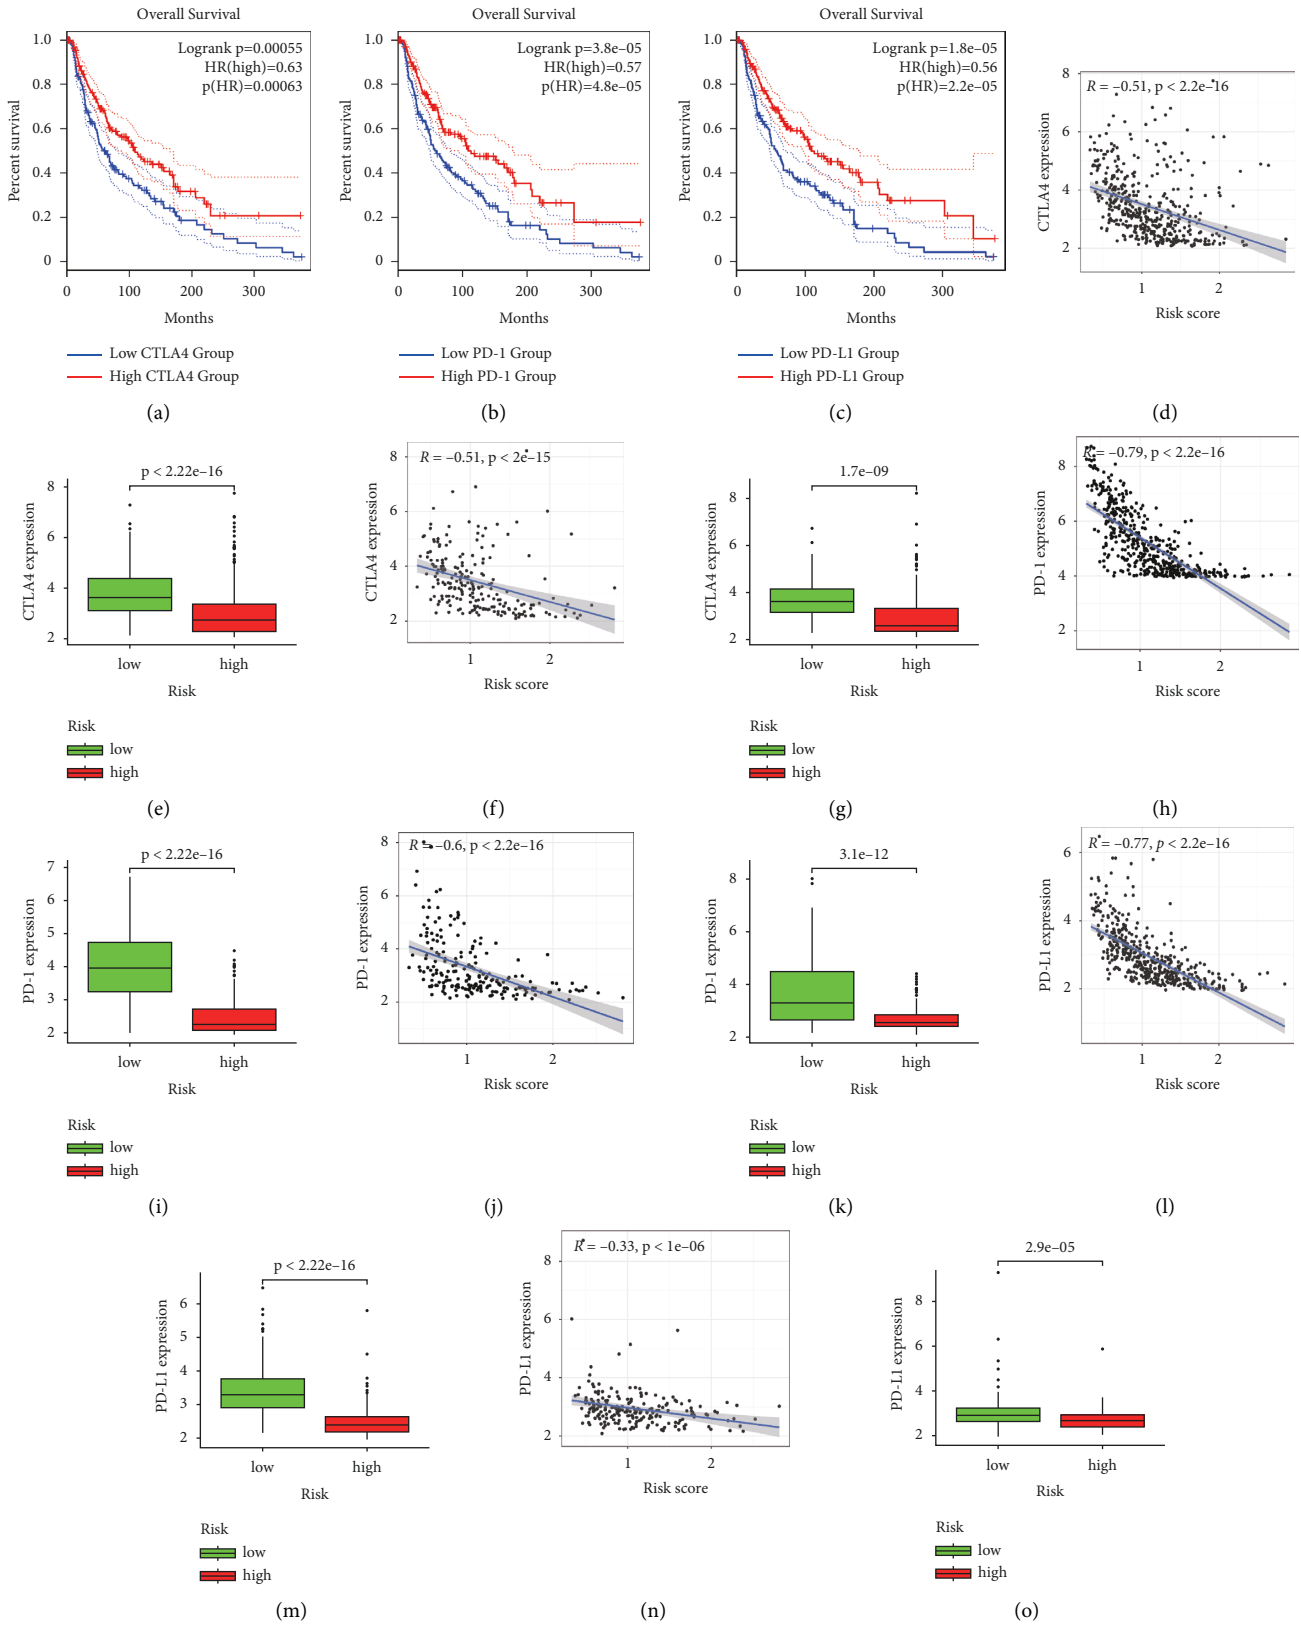 Overall Survival
Percent survival
1.0
0.8
0.6
0.4
0.2
0
Logrank p=0.00055
HR(high)=0.63
p(HR)=0.00063
0 100 200 300
Months
Low CTLA4 Group
High CTLA4 Group
(a)
Overall Survival
Percent survival
1.0
0.8
0.6
0.4
0.2
0
Logrank p=3.8e–05
HR(high)=0.57
p(HR)=4.8e–05
0 100 200 300
Months
Low PD-1 Group
High PD-1 Group
(b)
Overall Survival
Percent survival
1.0
0.8
0.6
0.4
0.2
0
Logrank p=1.8e–05
HR(high)=0.56
p(HR)=2.2e–05
0 100 200 300
Months
Low PD-L1 Group
High PD-L1 Group
(c)
CTLA4 expression
8
6
4
2
R = –0.51, p < 2.2e–16
1 2
Risk score
(d)
CTLA4 expression
8
6
4
2
p < 2.22e–16
low high
Risk
Risk
low
high
(e)
CTLA4 expression
8
6
4
2
R = –0.51, p < 2e–15
1 2
Risk score
(f)
CTLA4 expression
8
6
4
2
1.7e–09
low high
Risk
Risk
low
high
(g)
PD-1 expression
8
6
4
2
R = –0.79, p < 2.2e–16
1 2
Risk score
(h)
PD-1 expression
7
6
5
4
3
2
p < 2.22e–16
low high
Risk
Risk
low
high
(i)
PD-1 expression
8
6
4
2
R = –0.6, p < 2.2e–16
1 2
Risk score
(j)
PD-1 expression
8
6
4
2
3.1e–12
low high
Risk
Risk
low
high
(k)
PD-L1 expression
6
4
2
R = –0.77, p < 2.2e–16
1 2
Risk score
(l)
PD-L1 expression
6
5
4
3
2
p < 2.22e–16
low high
Risk
Risk
low
high
(m)
PD-L1 expression
8
6
4
2
R = –0.33, p < 1e–06
1 2
Risk score
(n)
PD-L1 expression
8
6
4
2
2.9e–05
low high
Risk
Risk
low
high
(o)